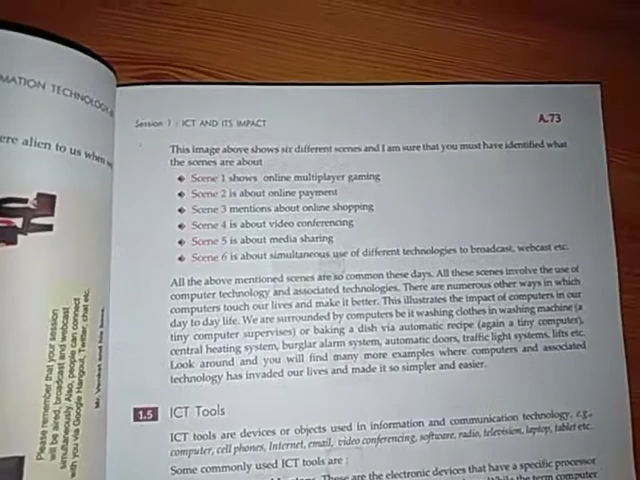 MATION TECHNOLOG
ere alien to us when
Please remember that your session
will be aired, broadcast and webcast
simultaneously. Also, people can connect
with you via Google Hangout, Twitter, chat etc.
Session 1 : ICT AND ITS IMPACT
A.73
This image above shows six different scenes and I am sure that you must have identified what
the scenes are about
Scene 1 shows online multiplayer gaming
Scene 2 is about online payment
Scene 3 mentions about online shopping
Scene 4 is about video conferencing
Scene 5 is about media sharing
Scene 6 is about simultaneous use of different technologies to broadcast, webcast etc.
All the above mentioned scenes are so common these days. All these scenes involve the use of
computer technology and associated technologies. There are numerous other ways in which
computers touch our lives and make it better. This illustrates the impact of computers in our
day to day life. We are surrounded by computers be it washing clothes in washing machine (a
tiny computer supervises) or baking a dish via automatic recipe (again a tiny computer),
central heating system, burglar alarm system, automatic doors, traffic light systems, lifts etc.
Look around and you will find many more examples where computers and associated
technology has invaded our lives and made it so simpler and easier.
1.5 ICT Tools
ICT tools are devices or objects used in information and communication technology, e.g.,
computer, cell phones, Internet, email, video conferencing, software, radio, television, laptop, tablet etc.
Some commonly used ICT tools are :
These are the electronic devices that have a specific processor
While the term computer